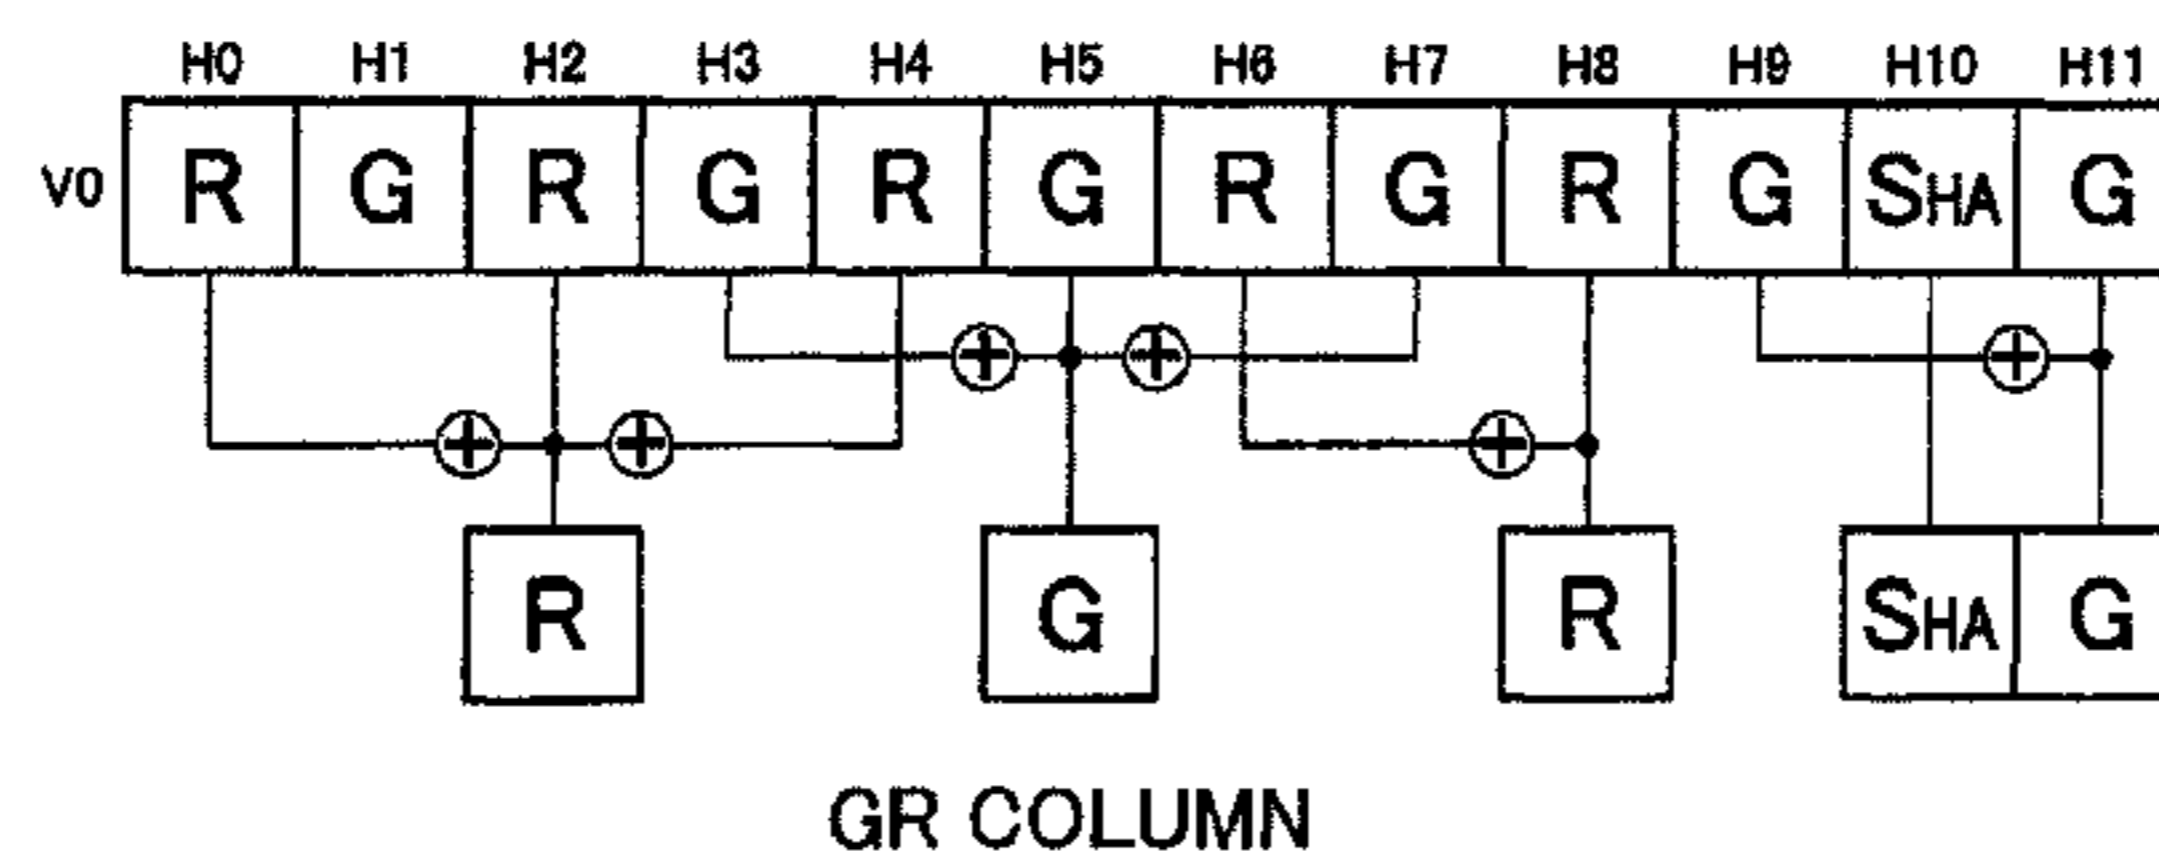 H0 H1 H2 H3 H4 H5 H6 H7 H8 H9 H10 H11
V0 R G R G R G R G R G SHA G
R G R SHA G
GR COLUMN